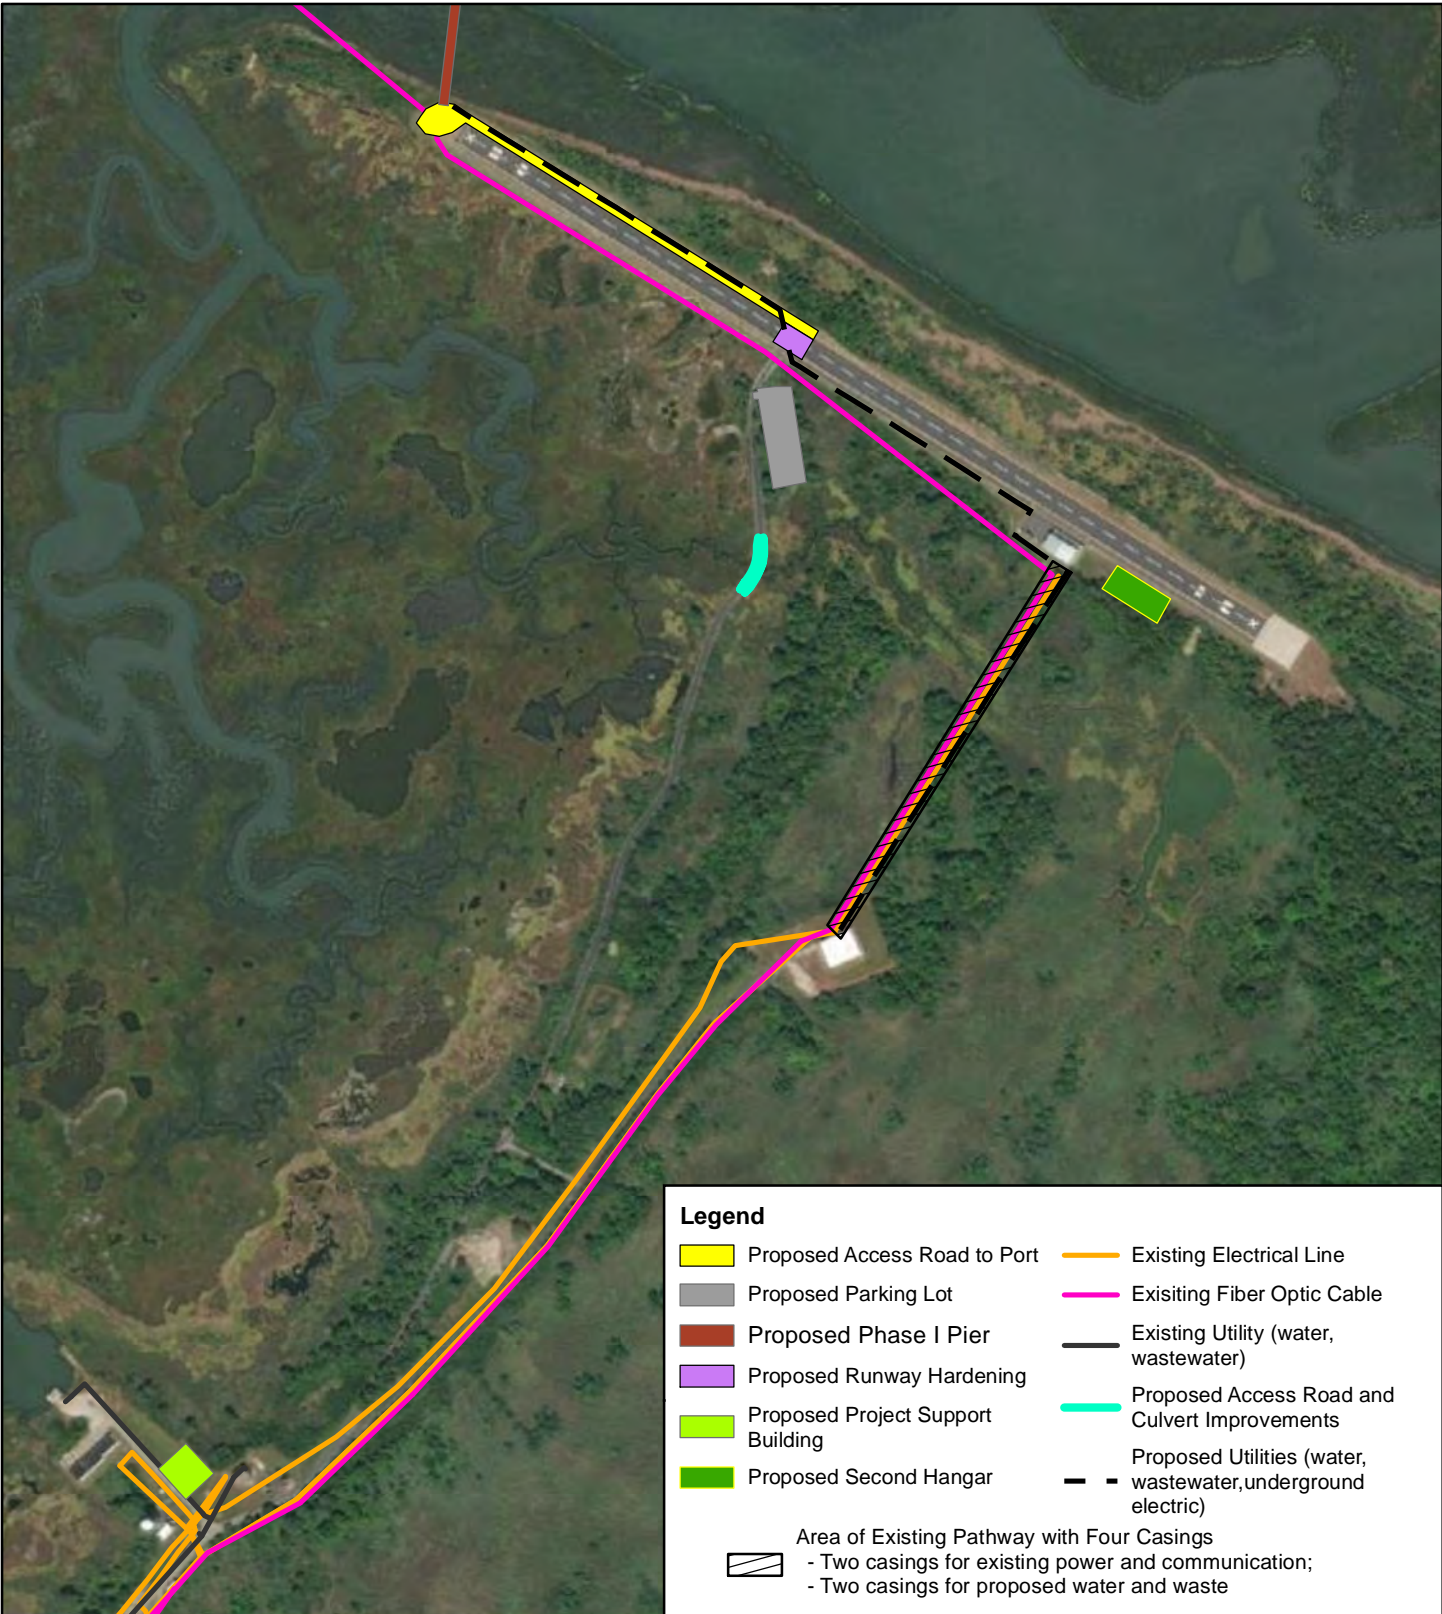 Legend
Proposed Access Road to Port
Proposed Parking Lot
Proposed Phase I Pier
Proposed Runway Hardening
Proposed Project Support
Building
Proposed Second Hangar
Existing Electrical Line
Exisiting Fiber Optic Cable
Existing Utility (water,
wastewater)
Proposed Access Road and
Culvert Improvements
Proposed Utilities (water,
wastewater,underground
electric)
Area of Existing Pathway with Four Casings
- Two casings for existing power and communication;
- Two casings for proposed water and waste